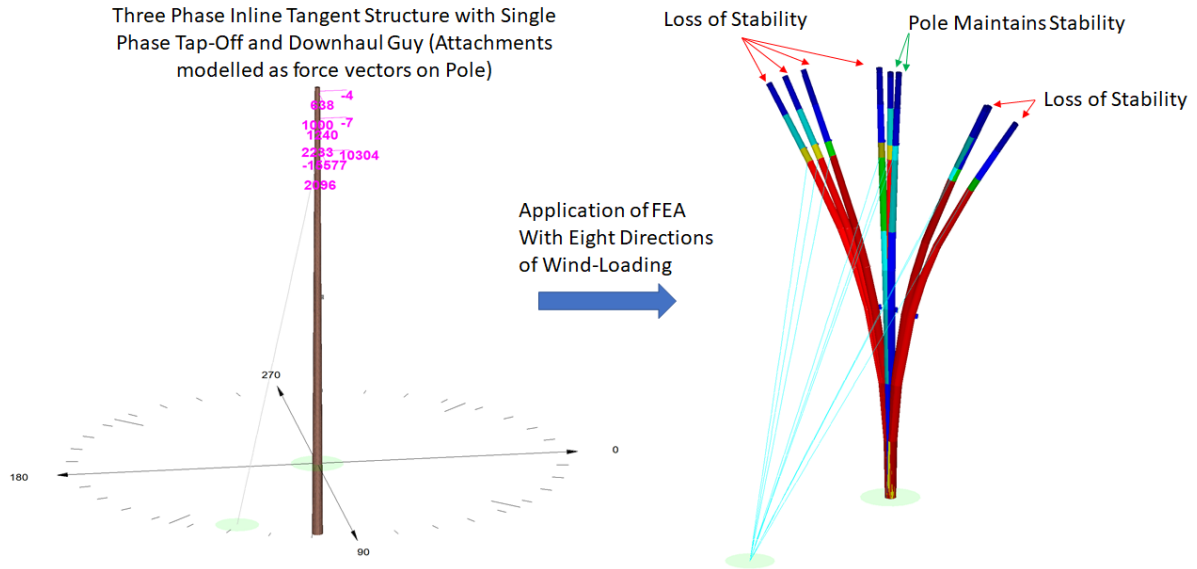 Three Phase Inline Tangent Structure with Single
Phase Tap-Off and Downhaul Guy (Attachments
modelled as force vectors on Pole)
Loss of Stability
Pole Maintains Stability
Loss of Stability
-4
638
1000 -7
1240
2233 10304
-15577
2096
Application of FEA
With Eight Directions
of Wind-Loading
270
0
180
90